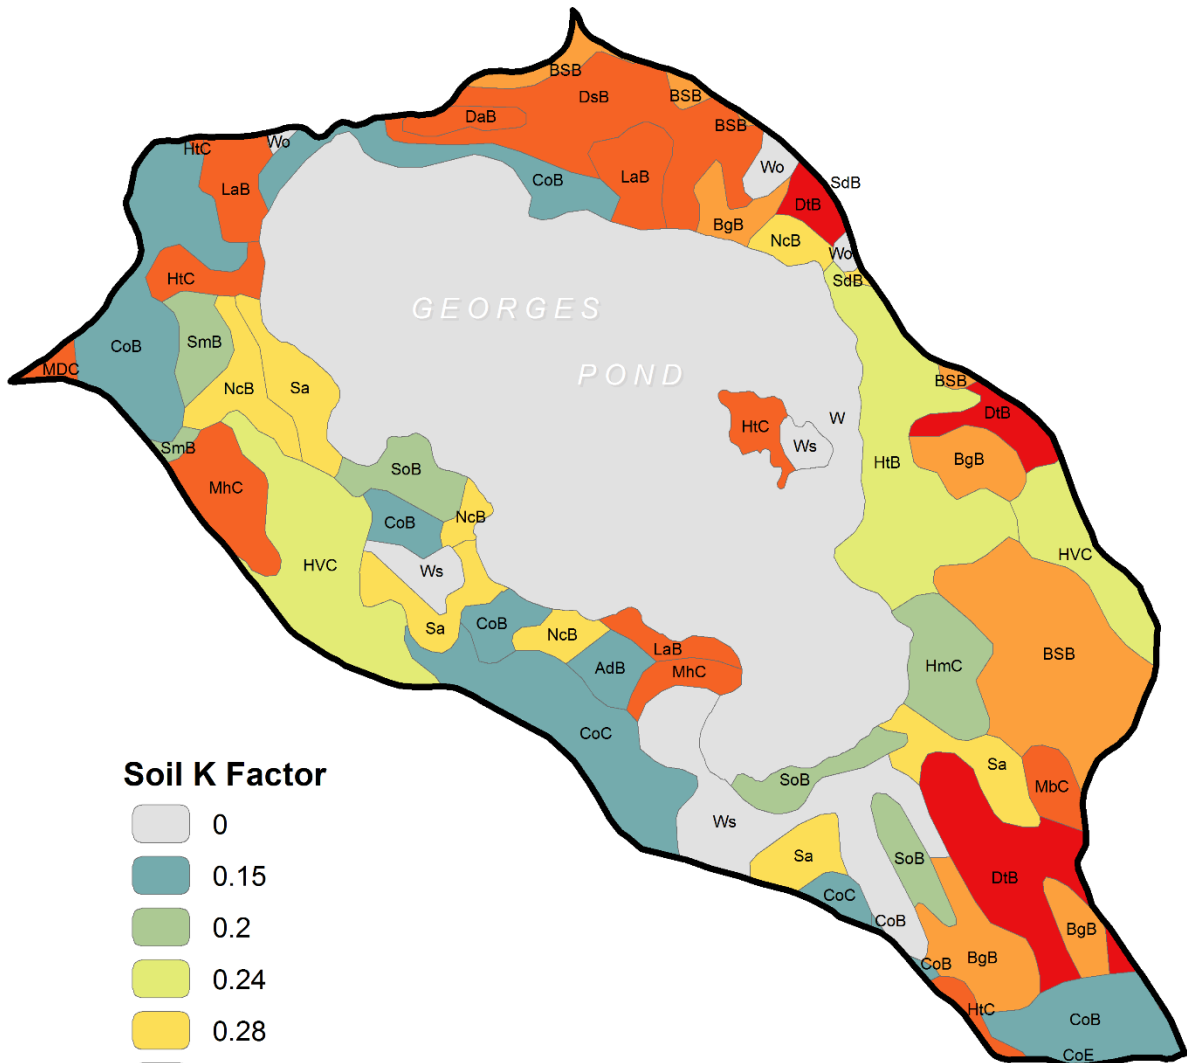 BSB
DsB
BSB
DaB
BSB
Wo
HtC
Wo
LaB
CoB
LaB
SdB
DtB
BgB
NcB
Wo
HtC
SdB
GEORGES
SmB
CoB
MDC
POND
BSB
NcB
Sa
DtB
HtC
W
Ws
SmB
BgB
HtB
SoB
MhC
NcB
CoB
HVC
HVC
Ws
CoB
Sa
NcB
LaB
BSB
AdB
MhC
HmC
CoC
Sa
SoB
MbC
Ws
Sa
SoB
DtB
CoC
CoB
BgB
BgB
CoB
HtC
CoB
CoE
Soil K Factor
0
0.15
0.2
0.24
0.28